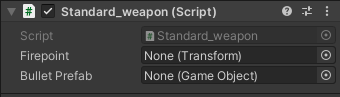 Standard_weapon (Script)
Script Standard_weapon
Firepoint None (Transform)
Bullet Prefab None (Game Object)